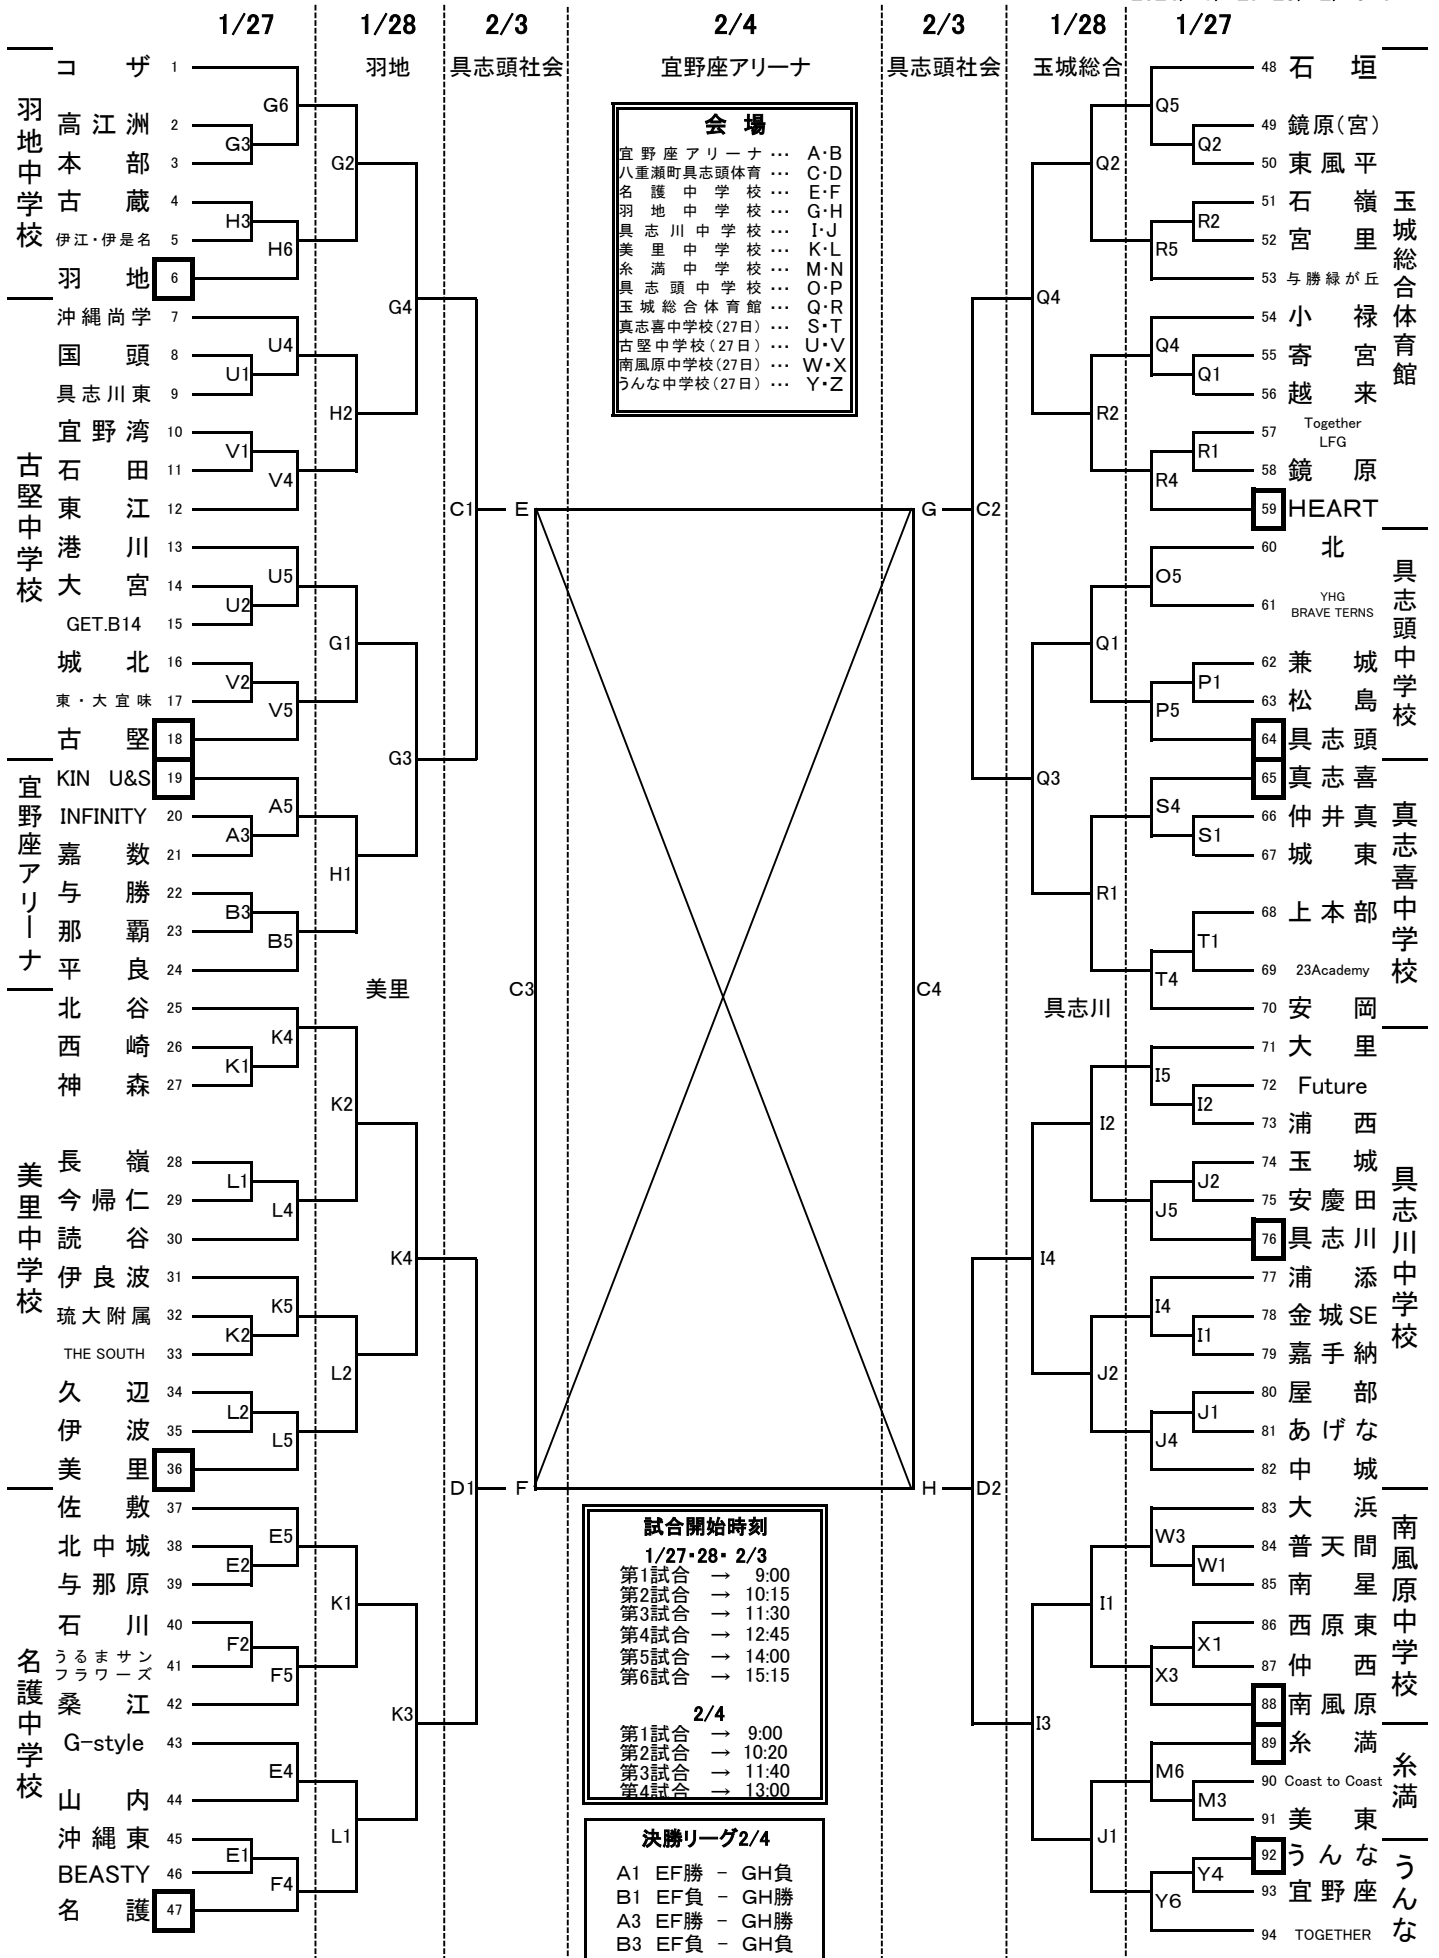 1/27 1/28 2/3 2/4 2/3 1/28 1/27
羽地 具志頭社会 宜野座アリーナ 具志頭社会 玉城総合
羽地中学校
コザ 1
高江洲 2
本部 3
古蔵 4
伊江・伊是名 5
羽地 6
G6
G3
H3
H6
G2
古堅中学校
沖縄尚学 7
国頭 8
具志川東 9
宜野湾 10
石田 11
東江 12
港川 13
大宮 14
GET.B14 15
城北 16
東・大宜味 17
古堅 18
U4
U1
V1
V4
U5
U2
V2
V5
H2
G4
G1
宜野座アリーナ
KIN U&S 19
INFINITY 20
嘉数 21
与勝 22
那覇 23
平良 24
A5
A3
B3
B5
H1
G3
C1 E
美里
美里中学校
北谷 25
西崎 26
神森 27
長嶺 28
今帰仁 29
読谷 30
伊良波 31
琉大附属 32
THE SOUTH 33
久辺 34
伊波 35
美里 36
K4
K1
L1
L4
K5
K2
L2
L5
K2
L2
K4
名護中学校
佐敷 37
北中城 38
与那原 39
石川 40
うるまサン
フラワーズ 41
桑江 42
G-style 43
山内 44
沖縄東 45
BEASTY 46
名護 47
E5
E2
F2
F5
E4
E1
F4
K1
L1
K3
D1 F
C3
会場
宜野座アリーナ … A・B
八重瀬町具志頭体育 … C・D
名護中学校 … E・F
羽地中学校 … G・H
具志川中学校 … I・J
美里中学校 … K・L
糸満中学校 … M・N
具志頭中学校 … O・P
玉城総合体育館 … Q・R
真志喜中学校(27日) … S・T
古堅中学校(27日) … U・V
南風原中学校(27日) … W・X
うんな中学校(27日) … Y・Z
試合開始時刻
1/27・28・2/3
第1試合 → 9:00
第2試合 → 10:15
第3試合 → 11:30
第4試合 → 12:45
第5試合 → 14:00
第6試合 → 15:15
2/4
第1試合 → 9:00
第2試合 → 10:20
第3試合 → 11:40
第4試合 → 13:00
決勝リーグ2/4
A1 EF勝 － GH負
B1 EF負 － GH勝
A3 EF勝 － GH勝
B3 EF負 － GH負
C4
G C2
H D2
玉城総合体育館
48 石垣
49 鏡原(宮)
50 東風平
51 石嶺
52 宮里
53 与勝緑が丘
54 小禄
55 寄宮
56 越来
57 Together
LFG
58 鏡原
59 HEART
Q5
Q2
R2
R5
Q4
Q1
R1
R4
Q2
R2
Q4
具志頭中学校
60 北
61 YHG
BRAVE TERNS
62 兼城
63 松島
64 具志頭
O5
P1
P5
Q1
Q3
真志喜中学校
65 真志喜
66 仲井真
67 城東
68 上本部
69 23Academy
70 安岡
S4
S1
T1
T4
R1
具志川
具志川中学校
71 大里
72 Future
73 浦西
74 玉城
75 安慶田
76 具志川
77 浦添
78 金城SE
79 嘉手納
80 屋部
81 あげな
82 中城
I5
I2
J2
J5
I4
I1
J1
J4
I2
J2
I4
南風原中学校
83 大浜
84 普天間
85 南星
86 西原東
87 仲西
88 南風原
W3
W1
X1
X3
I1
I3
糸満
89 糸満
90 Coast to Coast
91 美東
M6
M3
J1
うんな
92 うんな
93 宜野座
94 TOGETHER
Y4
Y6